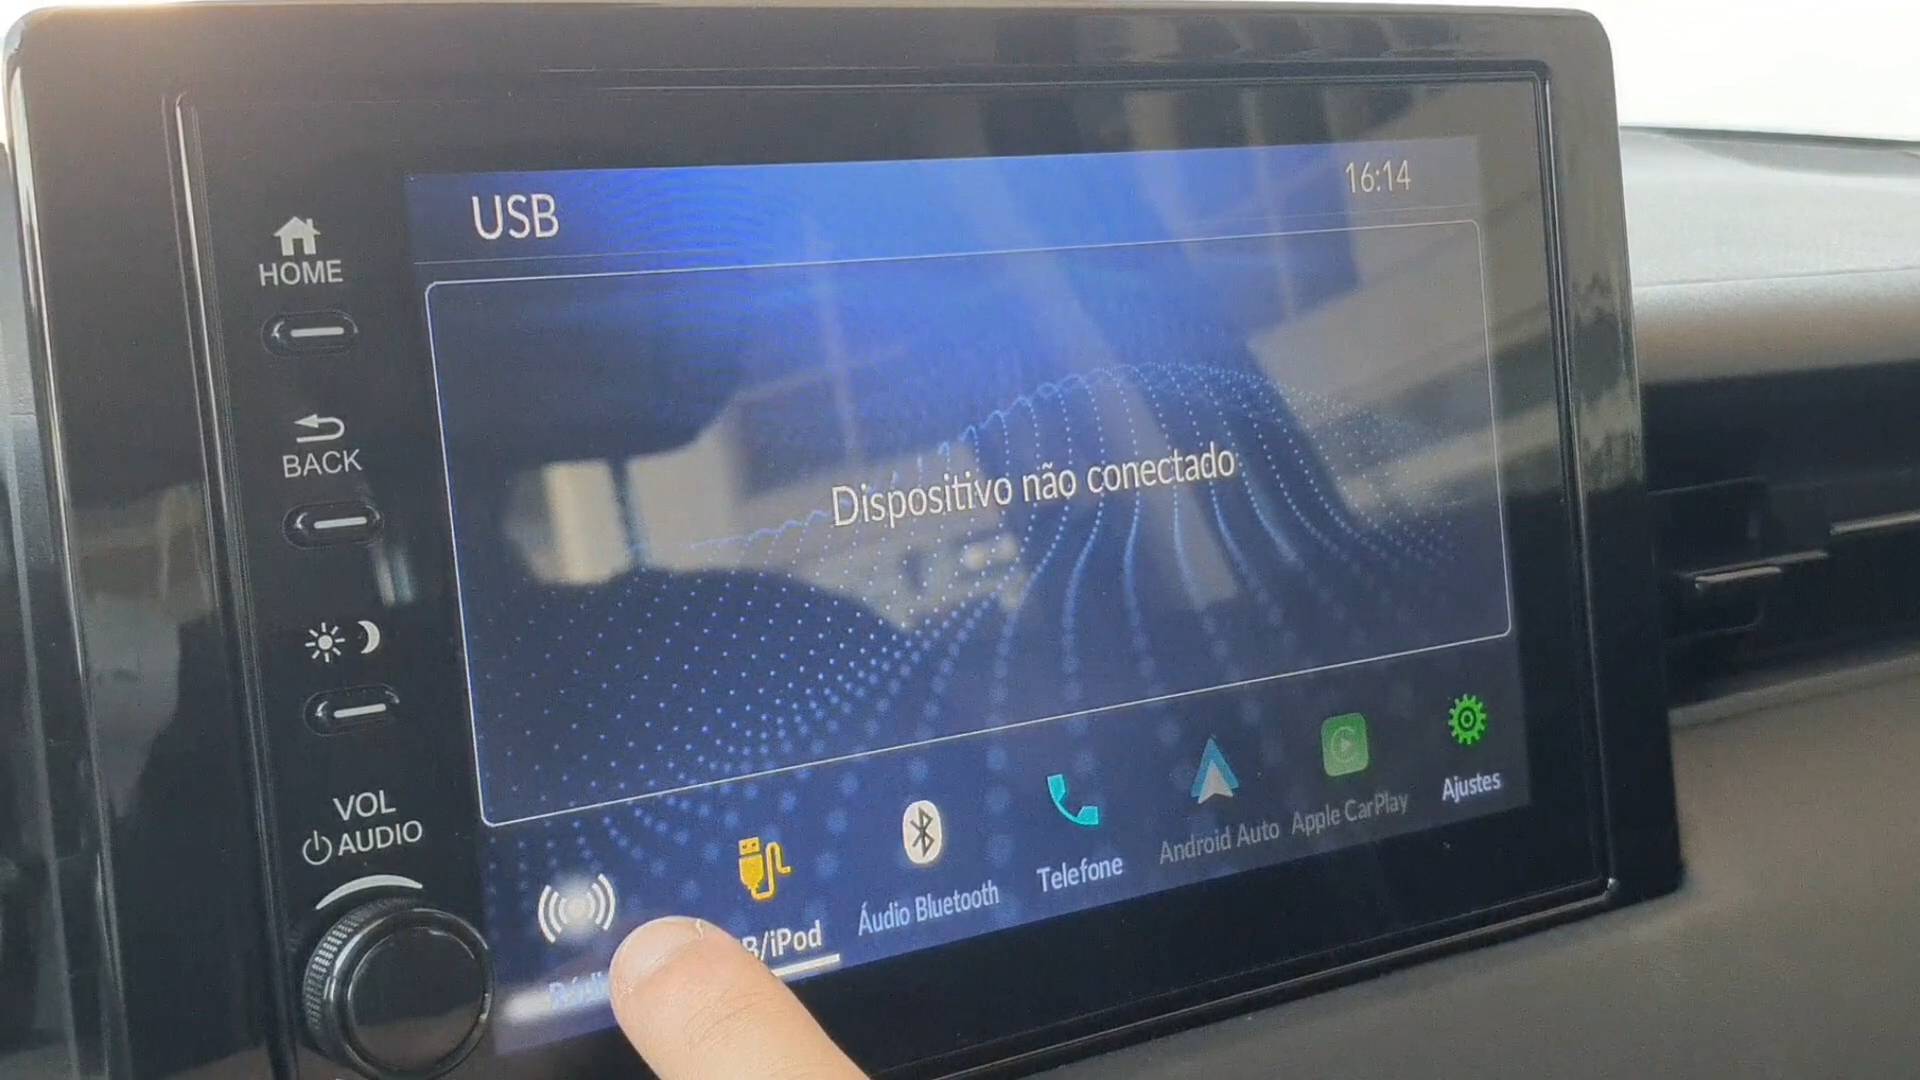 USB
16:14
HOME
BACK
VOL
AUDIO
Dispositivo não conectado
B/iPod
Áudio Bluetooth
Telefone
Android Auto
Apple CarPlay
Ajustes